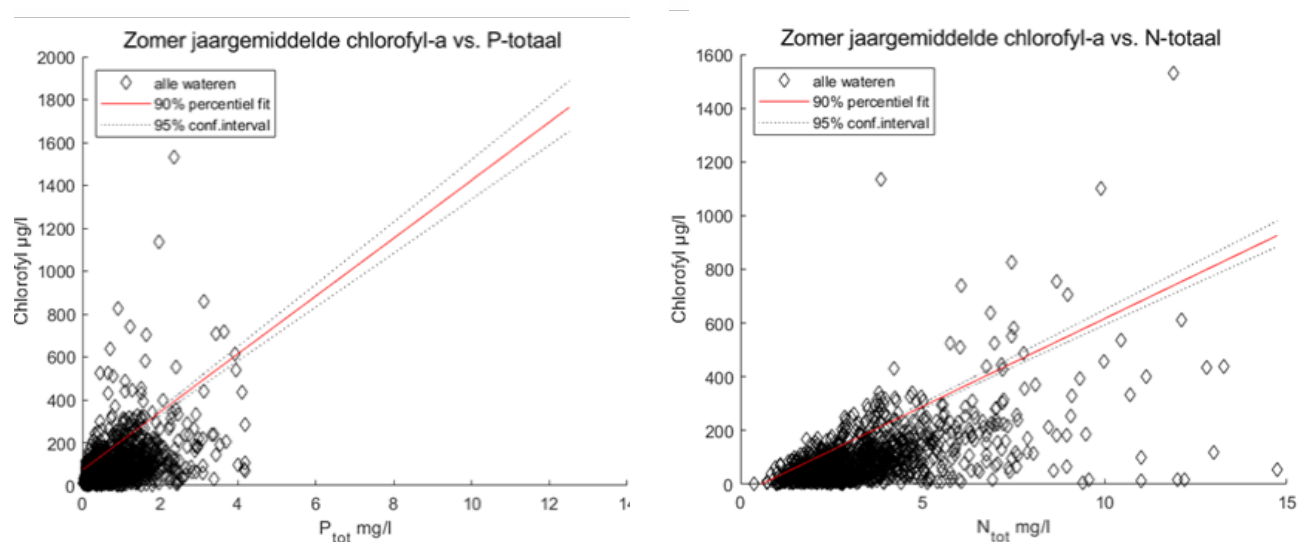 Zomer jaargemiddelde chlorofyl-a vs. P-totaal
2000
1800
1600
1400
1200
1000
800
600
400
200
0
Chlorofyl µg/l
alle wateren
90% percentiel fit
95% conf.interval
0 2 4 6 8 10 12
P_tot mg/l
Zomer jaargemiddelde chlorofyl-a vs. N-totaal
1600
1400
1200
1000
800
600
400
200
0
Chlorofyl µg/l
alle wateren
90% percentiel fit
95% conf.interval
0 5 10 15
N_tot mg/l